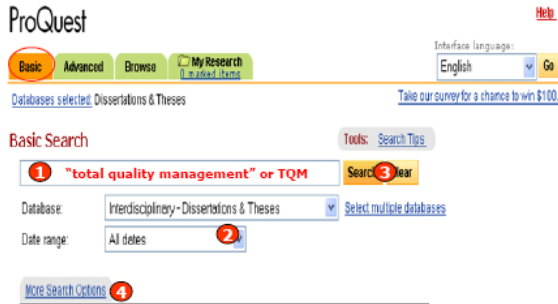 ProQuest
Help
Interface language:
Basic Advanced Browse My Research
0 marked items
English Go
Databases selected: Dissertations & Theses
Take our survey for a chance to win $100.
Basic Search
Tools: Search Tips
1 "total quality management" or TQM Search 3 Clear
Database: Interdisciplinary - Dissertations & Theses Select multiple databases
Date range: All dates 2
More Search Options 4